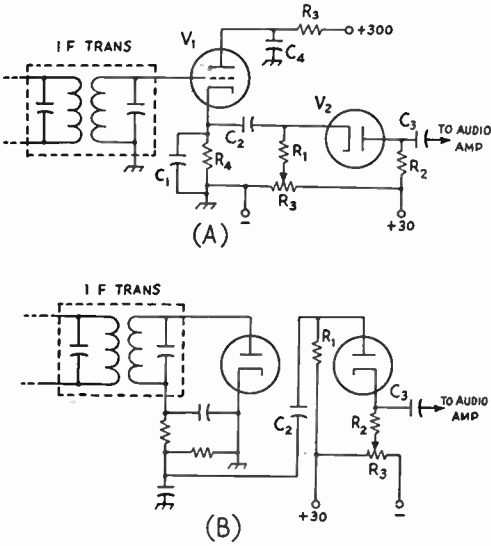 I F TRANS
V1
R3
+300
C4
V2
C2
C3
TO AUDIO
AMP
C1
R4
R1
R2
R3
−
+30
(A)
I F TRANS
R1
C2
C3
TO AUDIO
AMP
R2
R3
+30
−
(B)